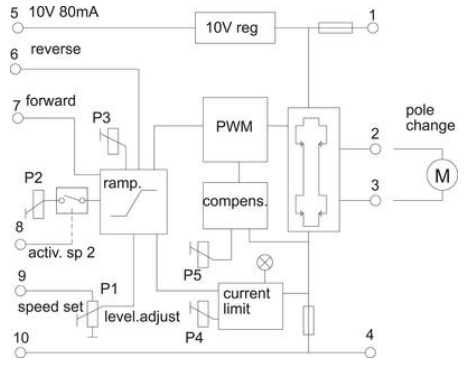 5 10V 80mA
10V reg
1
6 reverse
7 forward
P3
PWM
pole
change
2
M
P2
ramp.
3
compens.
8
activ. sp 2
P5
9
P1
speed set
level.adjust
current
limit
P4
10
4